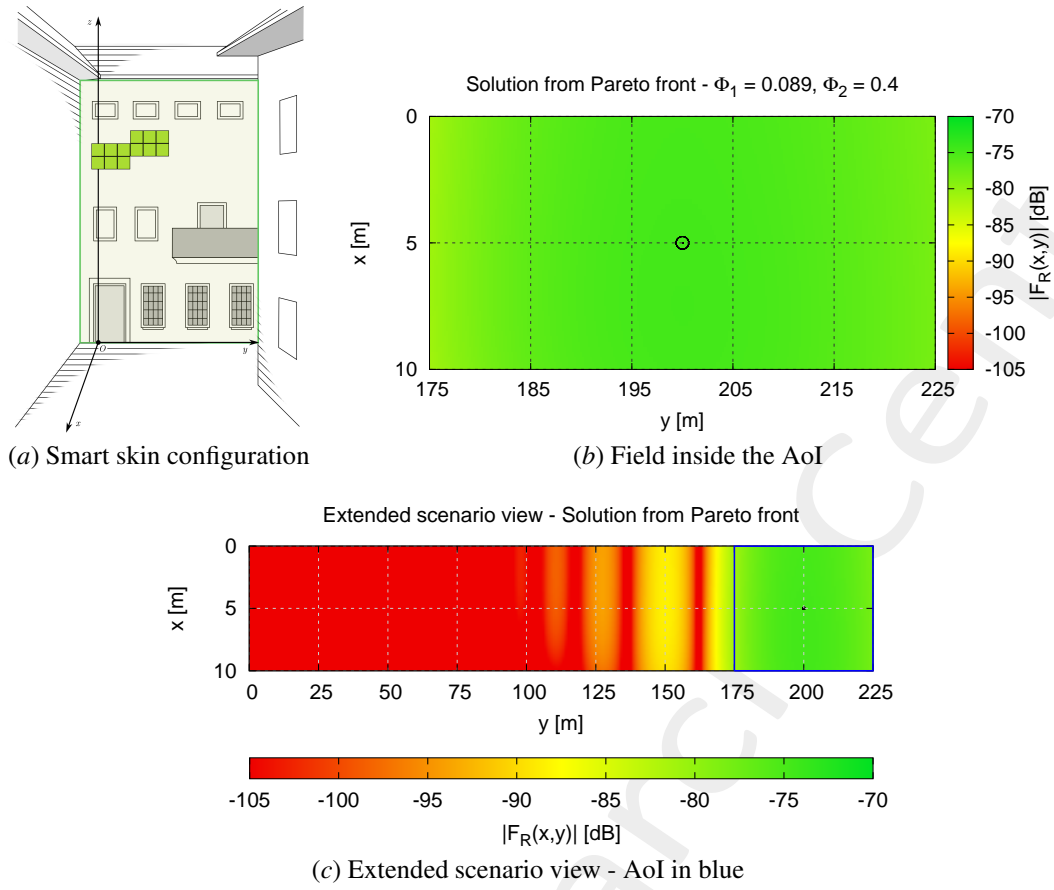 z
O
y
x
(a) Smart skin configuration
Solution from Pareto front - Φ1 = 0.089, Φ2 = 0.4
0
5
10
x [m]
175 185 195 205 215 225
y [m]
-70
-75
-80
-85
-90
-95
-100
-105
|F_R(x,y)| [dB]
(b) Field inside the AoI
Extended scenario view - Solution from Pareto front
0
5
10
x [m]
0 25 50 75 100 125 150 175 200 225
y [m]
-105 -100 -95 -90 -85 -80 -75 -70
|F_R(x,y)| [dB]
(c) Extended scenario view - AoI in blue